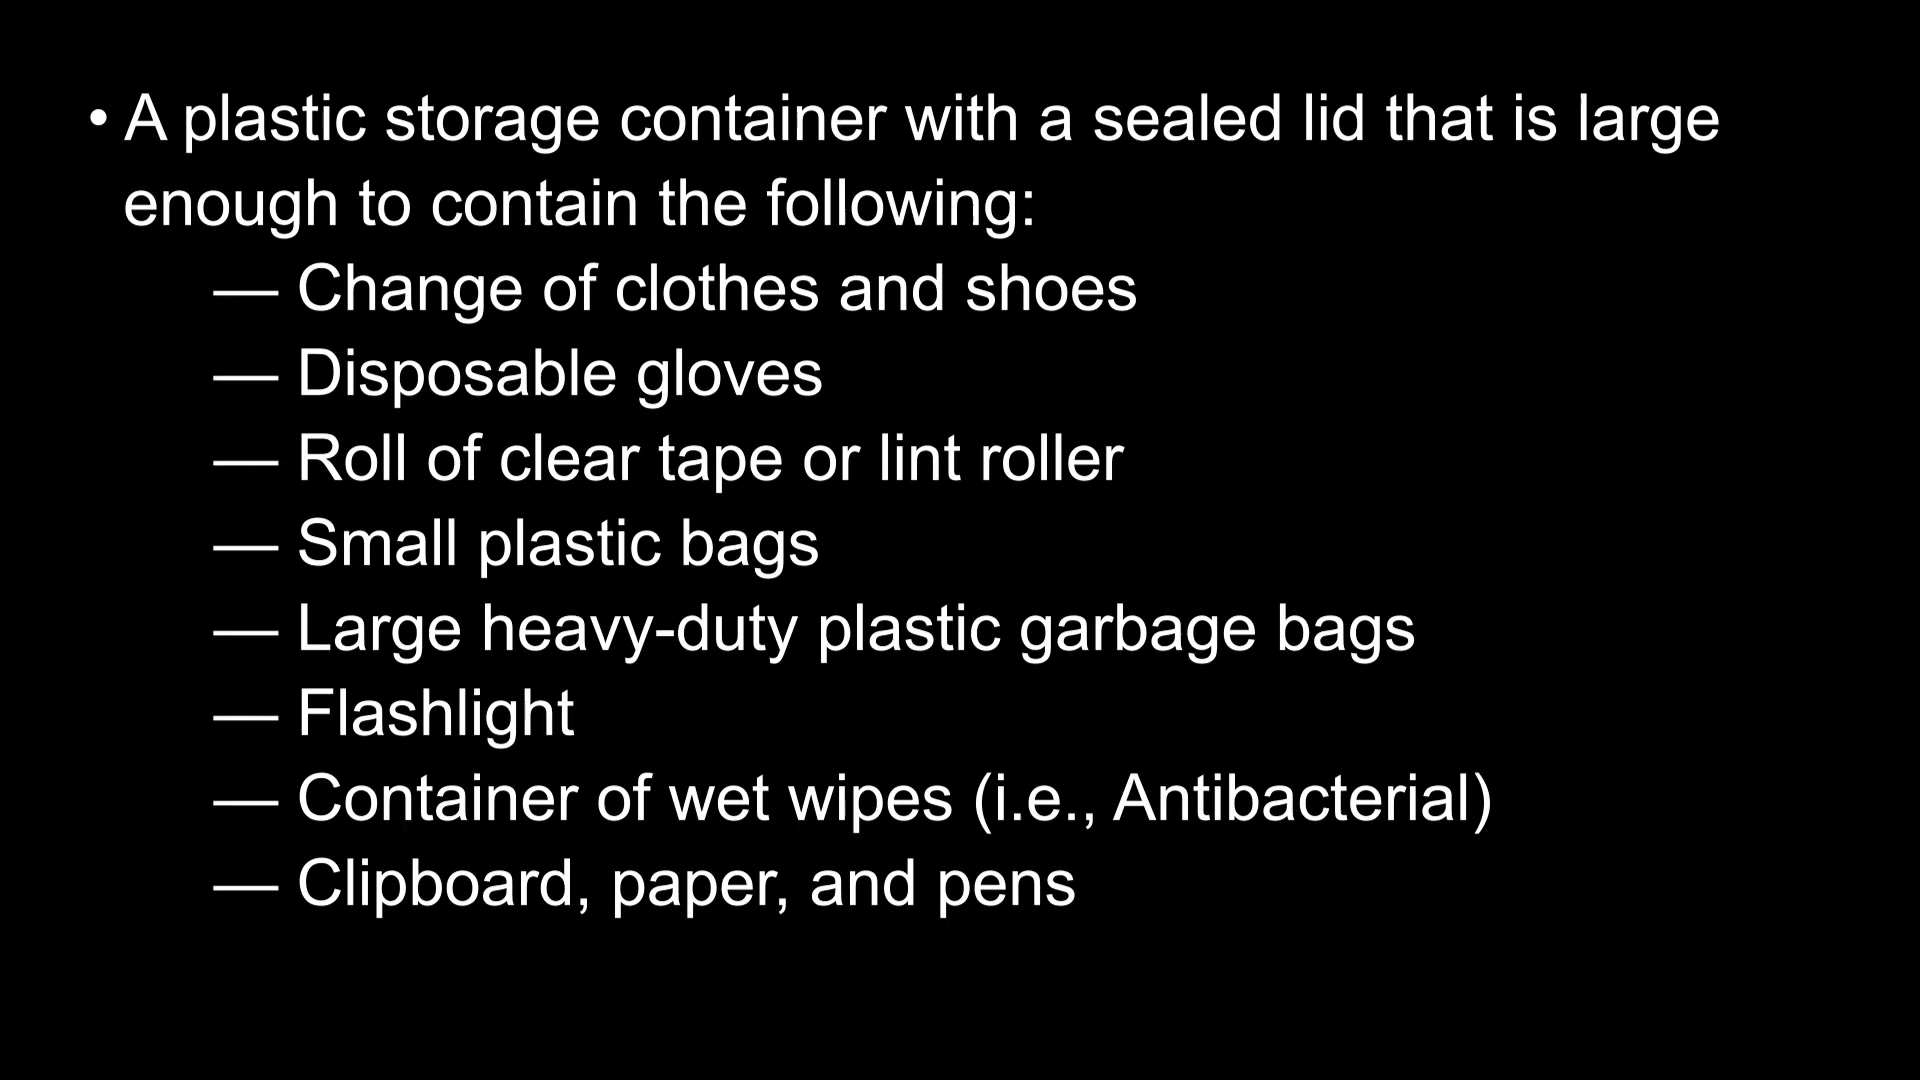 • A plastic storage container with a sealed lid that is large
enough to contain the following:
— Change of clothes and shoes
— Disposable gloves
— Roll of clear tape or lint roller
— Small plastic bags
— Large heavy-duty plastic garbage bags
— Flashlight
— Container of wet wipes (i.e., Antibacterial)
— Clipboard, paper, and pens